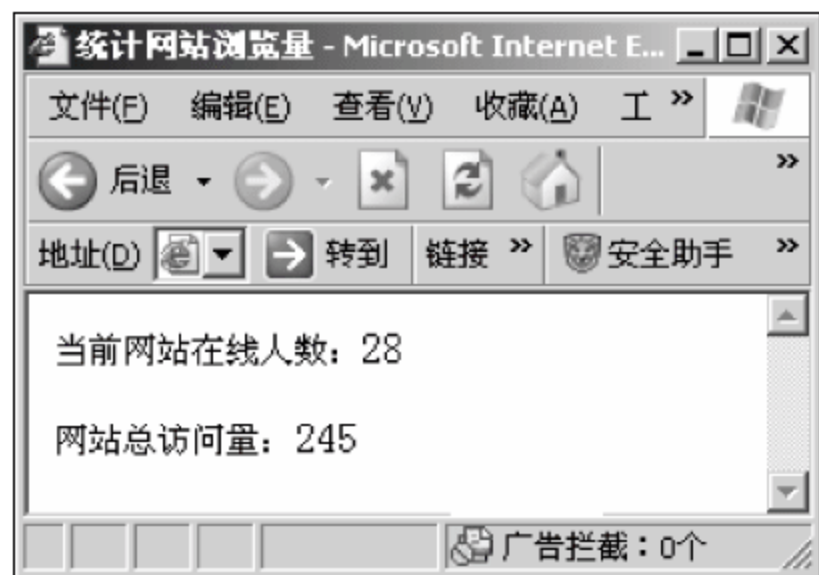 统计网站浏览量 - Microsoft Internet E...
文件(F) 编辑(E) 查看(V) 收藏(A) 工 »
后退 »
地址(D) 转到 链接 » 安全助手 »
当前网站在线人数：28
网站总访问量：245
广告拦截：0个